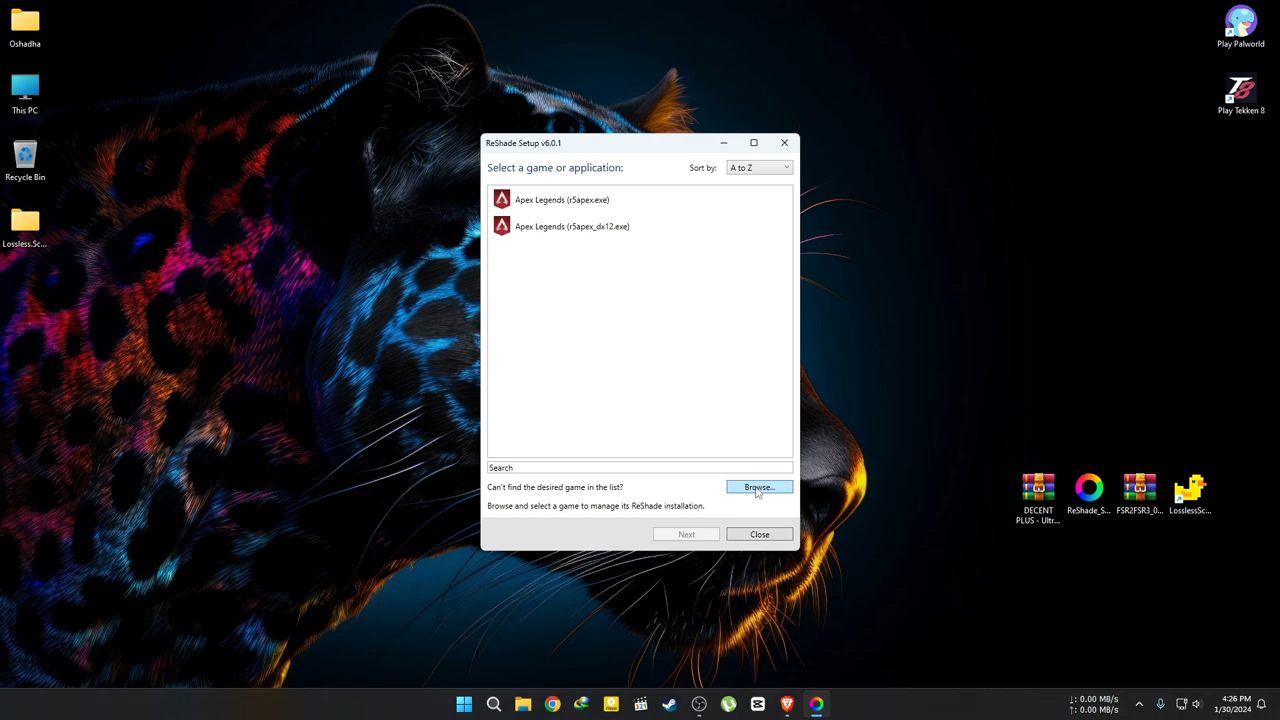 Oshadha
This PC
Recycle Bin
Lossless.Sc...
Play Palworld
Play Tekken 8
ReShade Setup v6.0.1
Select a game or application:
Sort by:
A to Z
Apex Legends (r5apex.exe)
Apex Legends (r5apex_dx12.exe)
Search
Can't find the desired game in the list?
Browse...
Browse and select a game to manage its ReShade installation.
Next
Close
DECENT
PLUS - Ultr...
ReShade_S...
FSR2FSR3_0...
LosslessSc...
↓: 0.00 MB/s
↑: 0.00 MB/s
4:26 PM
1/30/2024